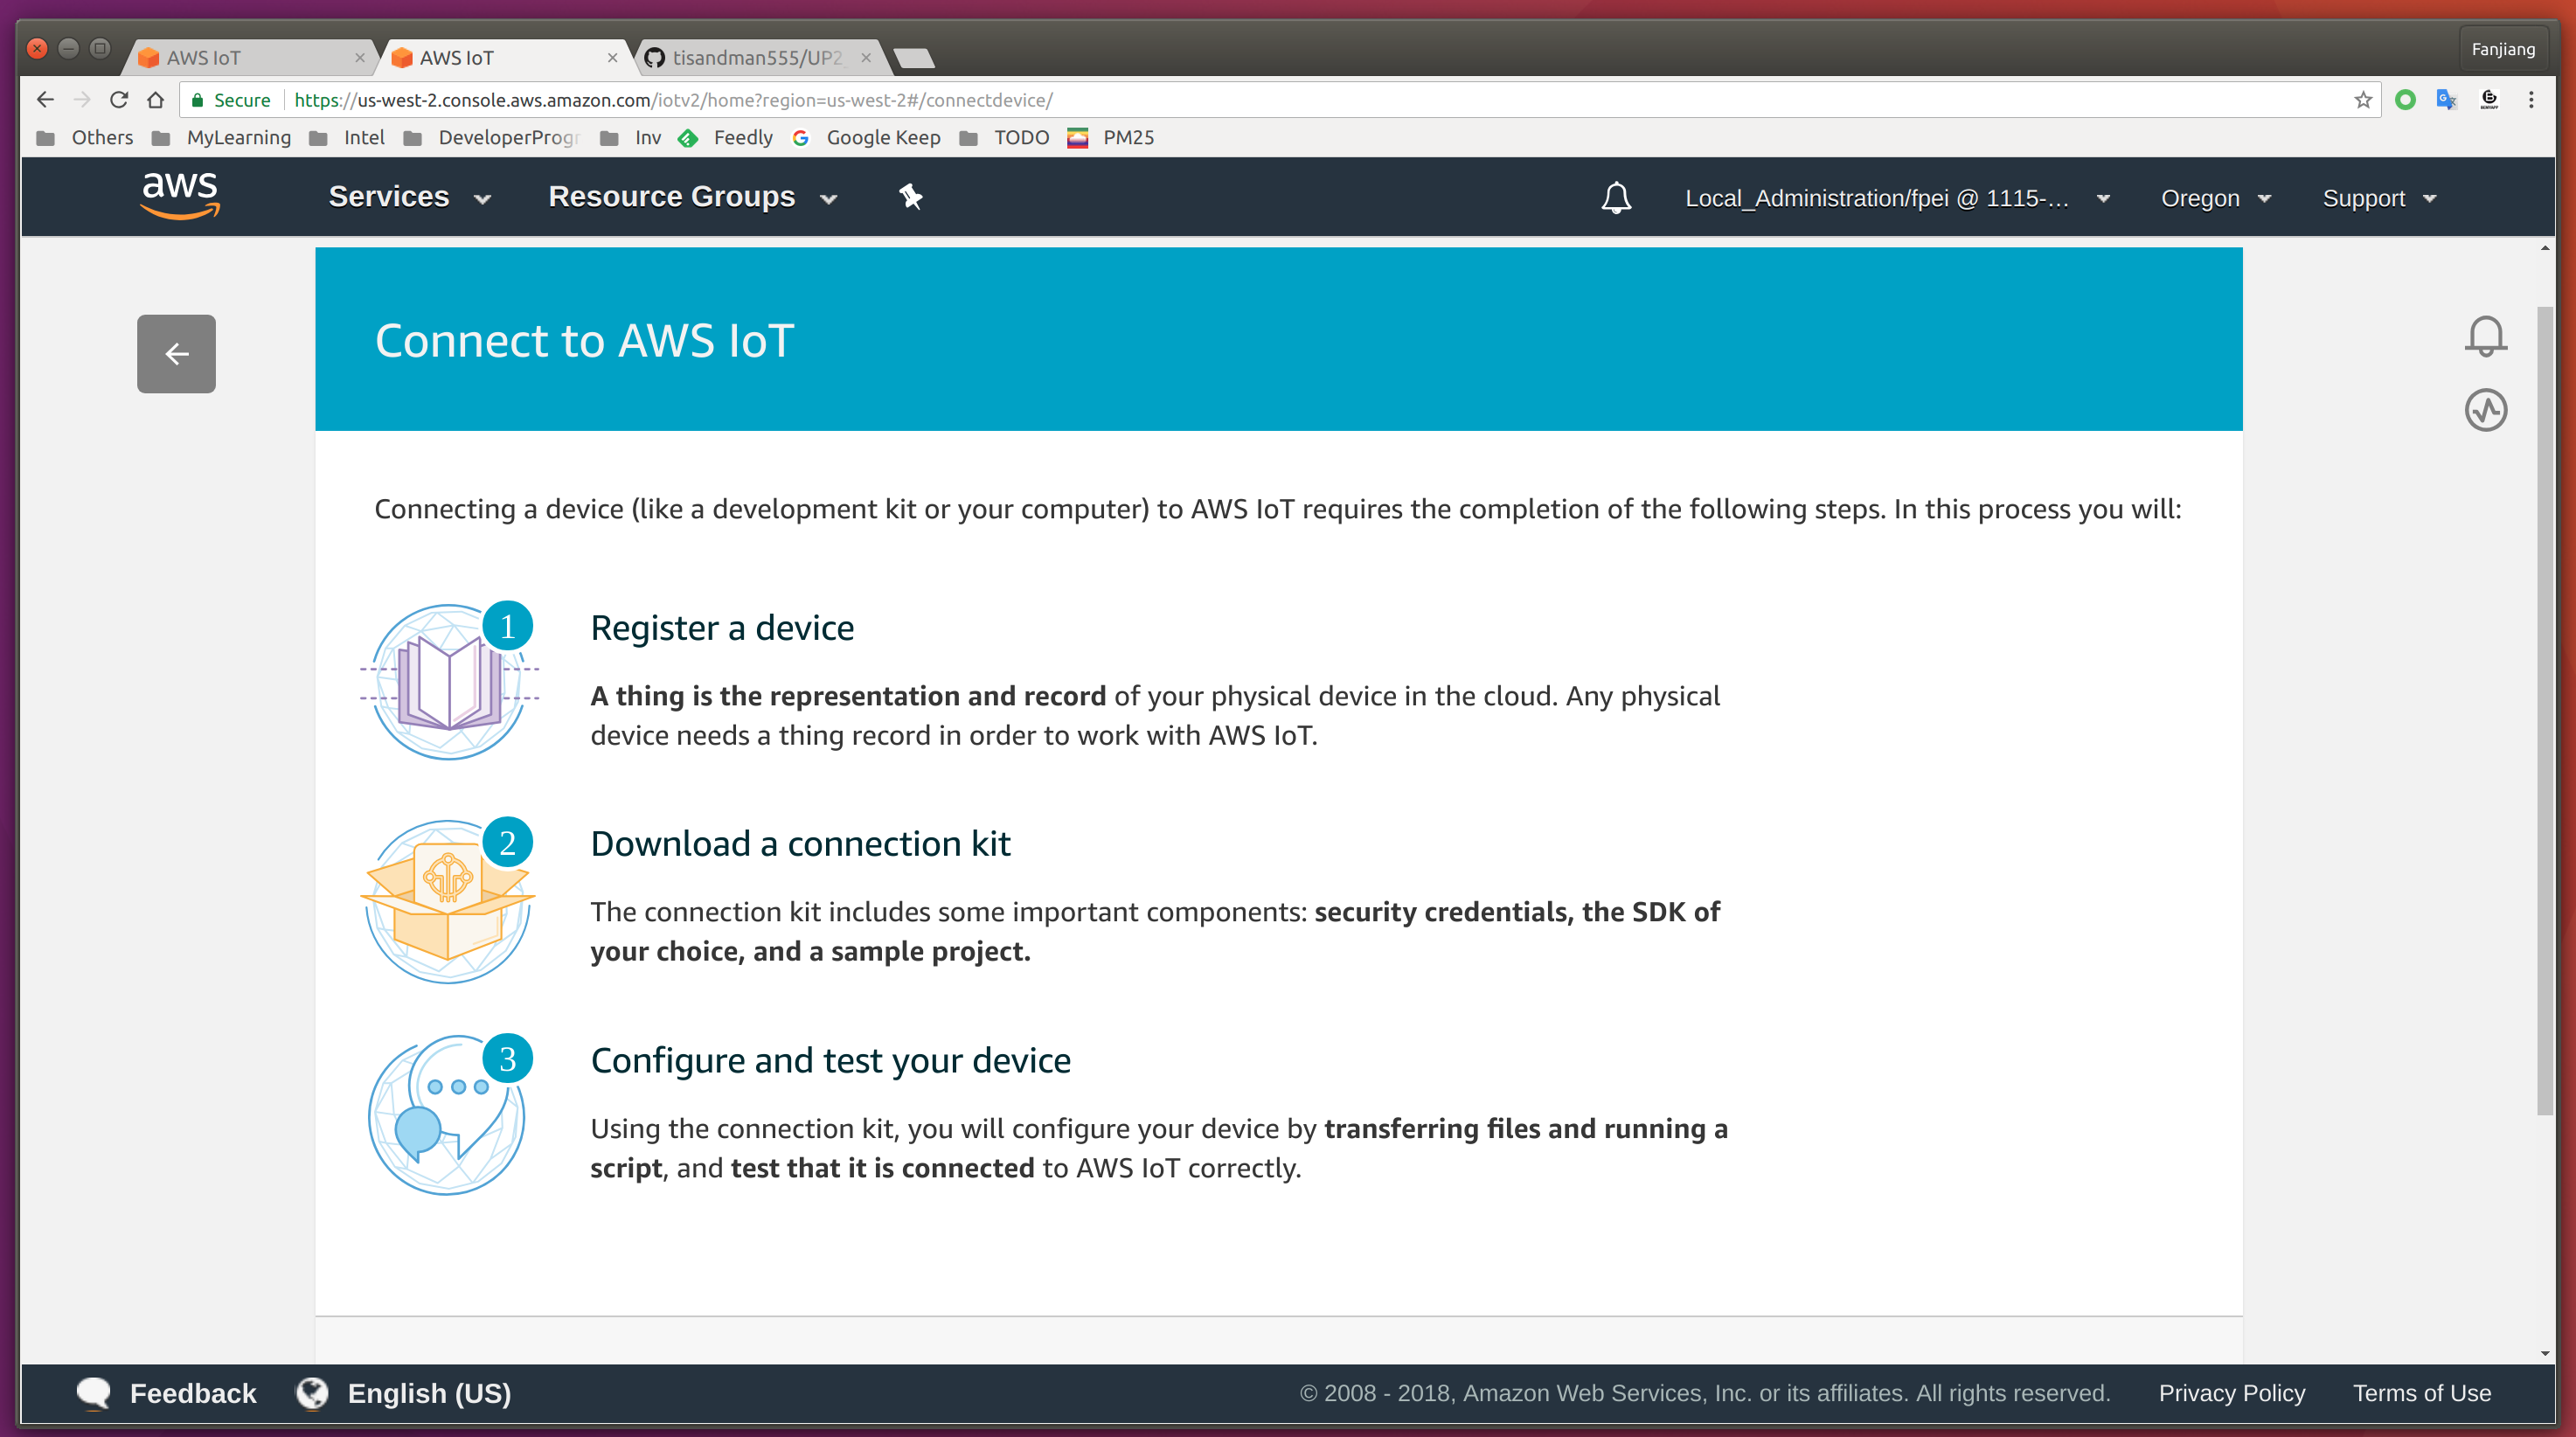 AWS IoT
AWS IoT
tisandman555/UP2
Fanjiang
Secure
https://us-west-2.console.aws.amazon.com/iotv2/home?region=us-west-2#/connectdevice/
Others
MyLearning
Intel
DeveloperProgr
Inv
Feedly
Google Keep
TODO
PM25
aws
Services
Resource Groups
Local_Administration/fpei @ 1115-...
Oregon
Support
Connect to AWS IoT
Connecting a device (like a development kit or your computer) to AWS IoT requires the completion of the following steps. In this process you will:
1
Register a device
A thing is the representation and record of your physical device in the cloud. Any physical
device needs a thing record in order to work with AWS IoT.
2
Download a connection kit
The connection kit includes some important components: security credentials, the SDK of
your choice, and a sample project.
3
Configure and test your device
Using the connection kit, you will configure your device by transferring files and running a
script, and test that it is connected to AWS IoT correctly.
Feedback
English (US)
© 2008 - 2018, Amazon Web Services, Inc. or its affiliates. All rights reserved.
Privacy Policy
Terms of Use